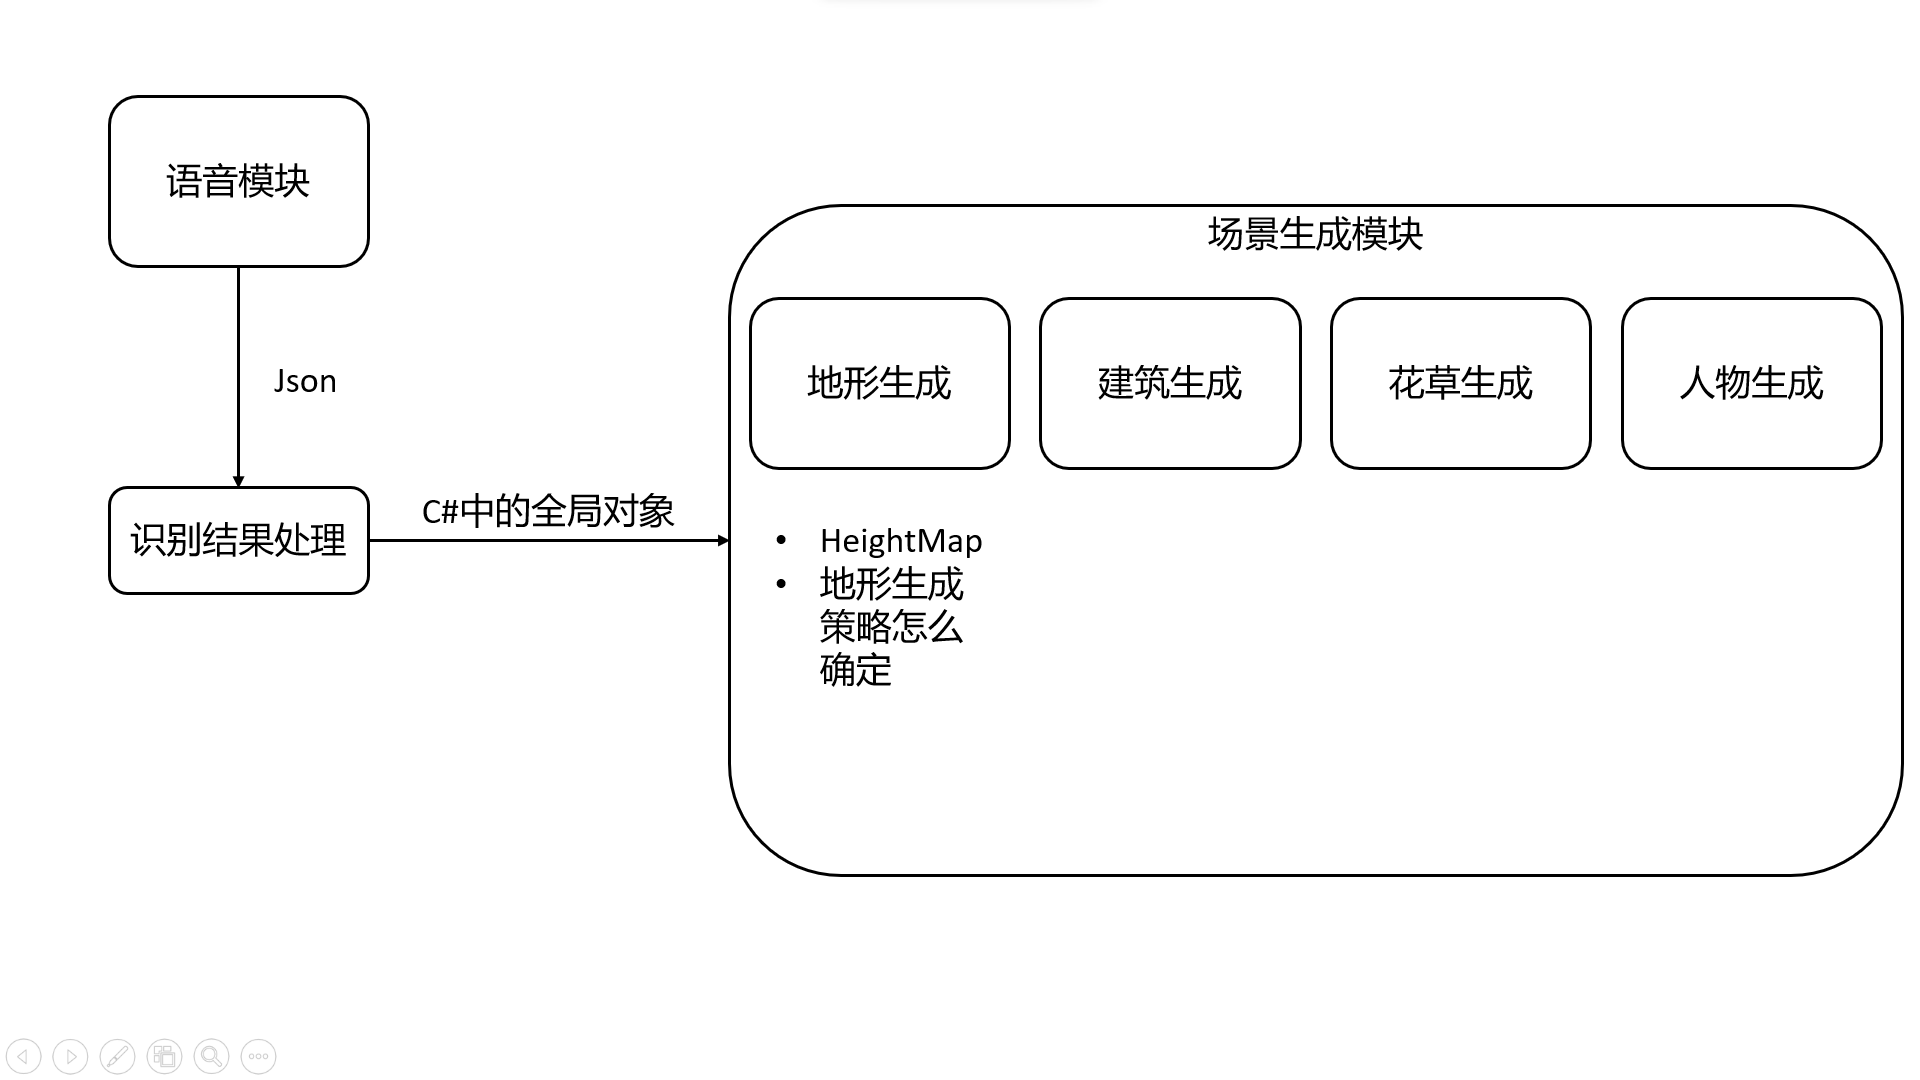 语音模块
Json
识别结果处理
C#中的全局对象
场景生成模块
地形生成
建筑生成
花草生成
人物生成
• HeightMap
• 地形生成
策略怎么
确定